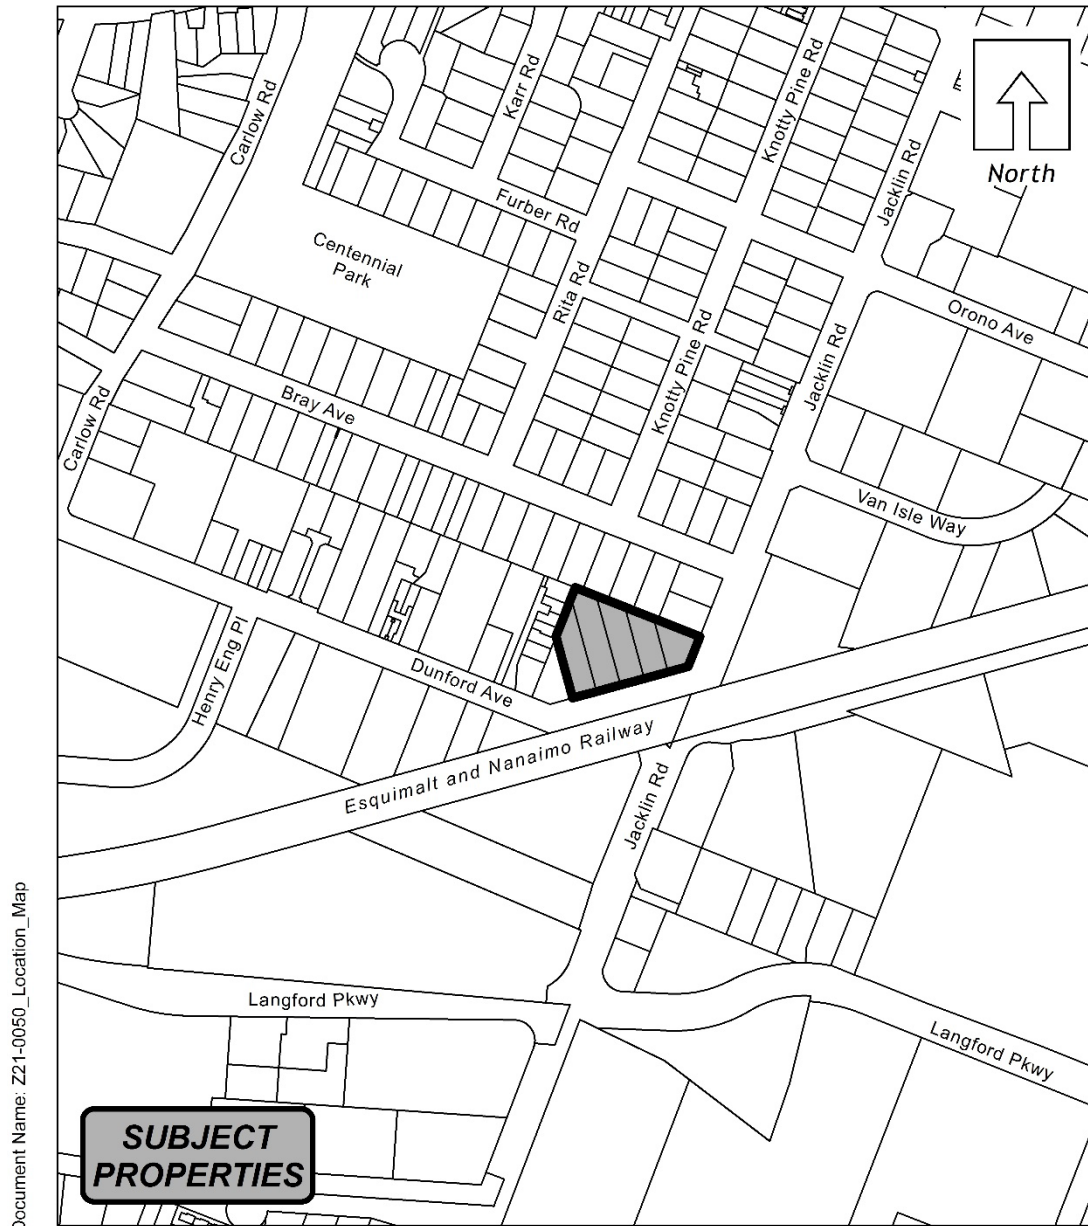 Carlow Rd
Karr Rd
Knotty Pine Rd
Jacklin Rd
North
Furber Rd
Centennial
Park
Rita Rd
Orono Ave
Knotty Pine Rd
Jacklin Rd
Carlow Rd
Bray Ave
Van Isle Way
Henry Eng Pl
Dunford Ave
Esquimalt and Nanaimo Railway
Jacklin Rd
Langford Pkwy
Langford Pkwy
SUBJECT
PROPERTIES
Document Name: Z21-0050_Location_Map